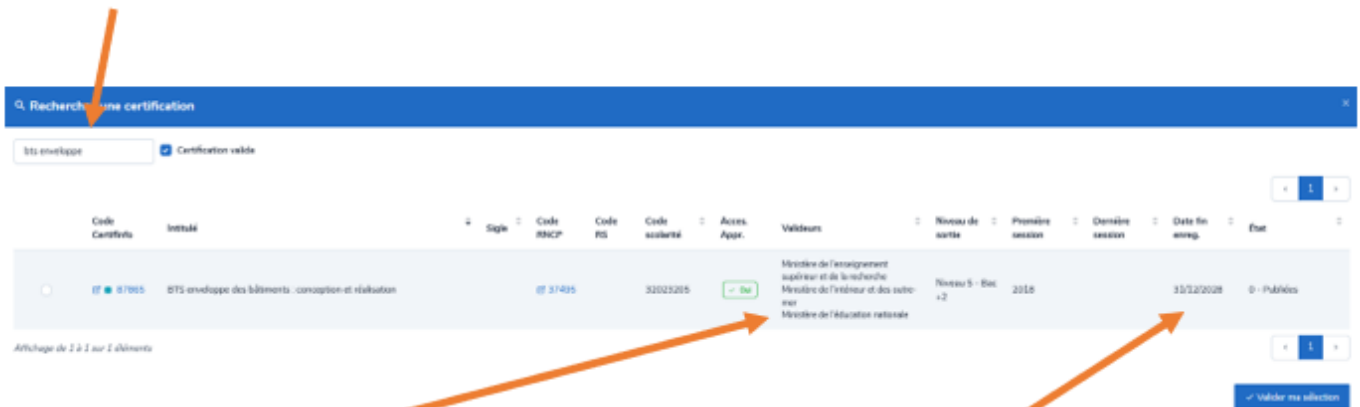 Recherche une certification ×
bts enveloppe Certification valide
< 1 >
Code Certifinfo Intitulé Sigle Code RNCP Code RS Code scolarité Acces. Appr. Valideurs Niveau de sortie Première session Dernière session Date fin enreg. État
87865 BTS enveloppe des bâtiments : conception et réalisation 37495 32023205 Oui
Ministère de l'enseignement
supérieur et de la recherche
Ministère de l'intérieur et des outre-
mer
Ministère de l'éducation nationale
Niveau 5 - Bac
+2
2018 31/12/2028 0 - Publiées
Affichage de 1 à 1 sur 1 éléments
< 1 >
Valider ma sélection